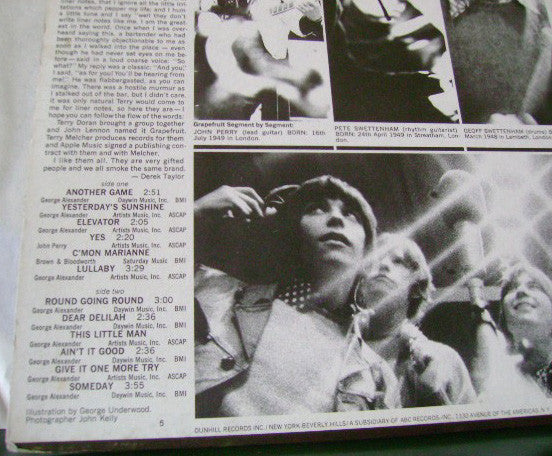 liner notes, that I ignore all the little inn
tations which pepper my life and I hum
a little tune and I say "well they don't
write liner notes like me. I am the great
est in the world. Once when I was over-
heard saying this, a bartender who had
been thoroughly objectionable to me as
soon as I walked into the place — even
though he had never set eyes on me be-
fore — said in a loud coarse voice: "So
what!" My reply was a classic: "And you,"
I said, "as for you! You'll be hearing from
me!". He was flabbergasted, as you can
imagine. There was a hostile murmur as
I stalked out of the bar, but I didn't care.
it was only natural Terry would come to
me for liner notes, so here they are — I
hope you can follow the flow of the words.
Terry Doran brought a group together
and John Lennon named it Grapefruit.
Terry Melcher produces records for them
and Apple Music signed a publishing con-
tract with them and with Melcher.
I like them all. They are very gifted
people and we all smoke the same brand.
— Derek Taylor
side one
ANOTHER GAME 2:51
George Alexander Daywin Music, Inc. BMI
YESTERDAY'S SUNSHINE
George Alexander Artists Music, Inc. ASCAP
ELEVATOR 2:05
George Alexander Daywin Music, Inc. BMI
YES 2:20
John Perry Artists Music, Inc. ASCAP
C'MON MARIANNE
Brown & Bloodworth Saturday Music BMI
LULLABY 3:29
George Alexander Artists Music, Inc. ASCAP
side two
ROUND GOING ROUND 3:00
George Alexander Daywin Music, Inc. BMI
DEAR DELILAH 2:36
George Alexander Daywin Music, Inc. BMI
THIS LITTLE MAN
George Alexander Daywin Music, Inc. BMI
AIN'T IT GOOD 2:36
George Alexander Daywin Music, Inc. BMI
GIVE IT ONE MORE TRY
George Alexander Artists Music, Inc. ASCAP
SOMEDAY 3:55
George Alexander Artists Music, Inc. ASCAP
Illustration by George Underwood.
Photographer John Kelly
5
Grapefruit Segment by Segment:
JOHN PERRY (lead guitar) BORN: 16th
July 1949 in London.
PETE SWETTENHAM (rhythm guitarist)
BORN: 24th April 1949 in Streatham, Lon-
don.
GEOFF SWETTENHAM (drums)
March 1948 in Lambeth, London
DUNHILL RECORDS INC. / NEW YORK BEVERLY HILLS / A SUBSIDIARY OF ABC RECORDS, INC., 1330 AVENUE OF THE AMERICAS, N